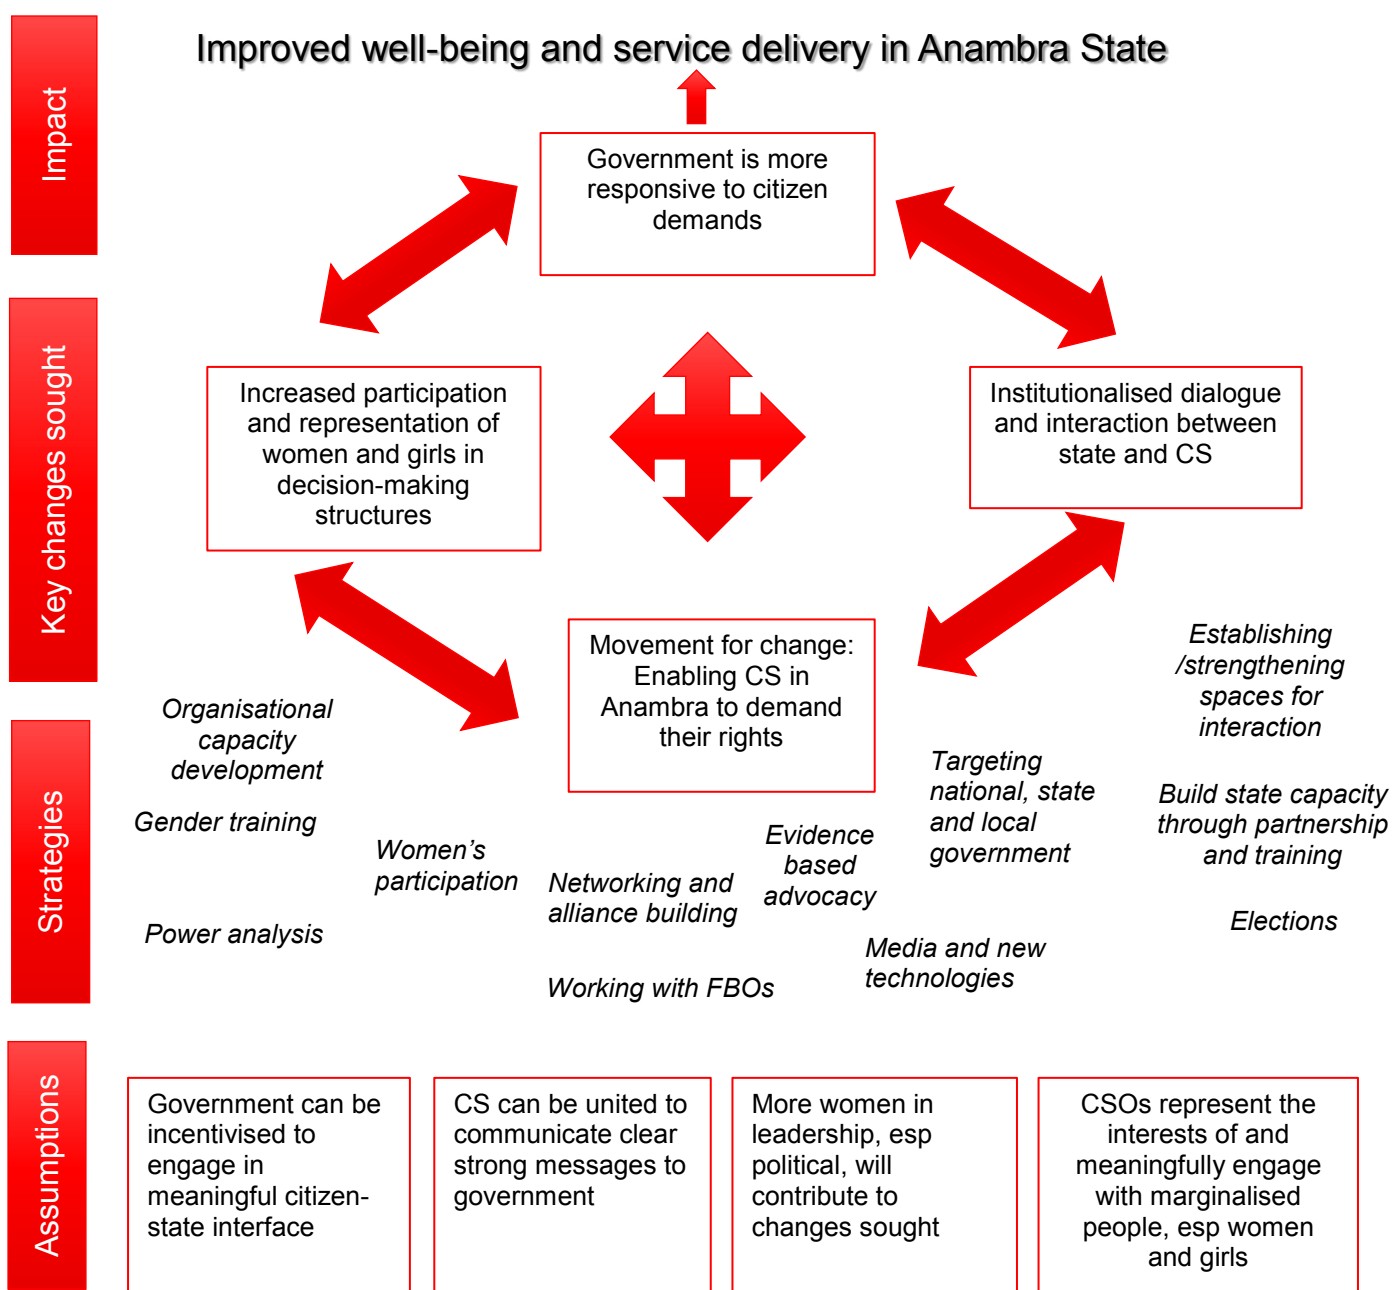 Impact
Improved well-being and service delivery in Anambra State
Government is more
responsive to citizen
demands
Key changes sought
Increased participation
and representation of
women and girls in
decision-making
structures
Institutionalised dialogue
and interaction between
state and CS
Movement for change:
Enabling CS in
Anambra to demand
their rights
Strategies
Organisational
capacity
development
Gender training
Power analysis
Women’s
participation
Networking and
alliance building
Working with FBOs
Evidence
based
advocacy
Media and new
technologies
Targeting
national, state
and local
government
Establishing
/strengthening
spaces for
interaction
Build state capacity
through partnership
and training
Elections
Assumptions
Government can be
incentivised to
engage in
meaningful citizen-
state interface
CS can be united to
communicate clear
strong messages to
government
More women in
leadership, esp
political, will
contribute to
changes sought
CSOs represent the
interests of and
meaningfully engage
with marginalised
people, esp women
and girls